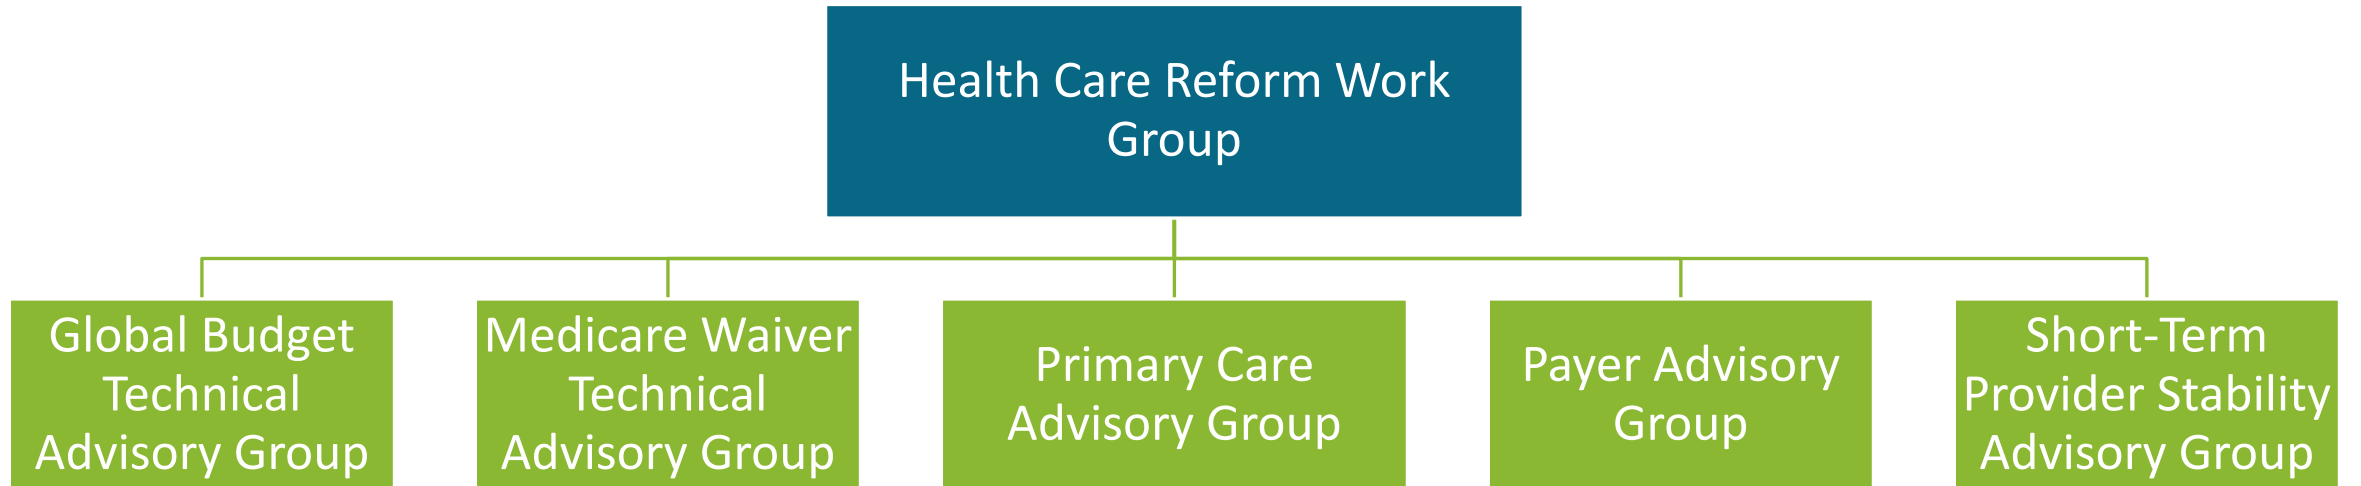 Health Care Reform Work
Group
Global Budget
Technical
Advisory Group
Medicare Waiver
Technical
Advisory Group
Primary Care
Advisory Group
Payer Advisory
Group
Short-Term
Provider Stability
Advisory Group